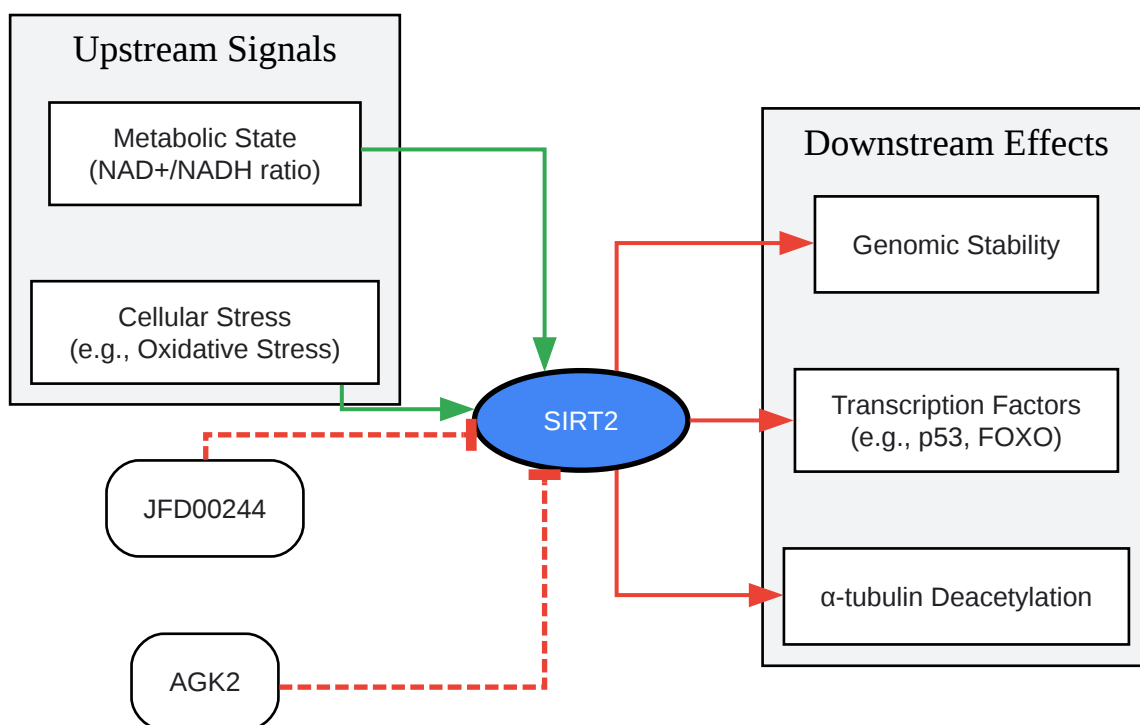 Upstream Signals
Metabolic State
(NAD+/NADH ratio)
Cellular Stress
(e.g., Oxidative Stress)
JFD00244
AGK2
SIRT2
Downstream Effects
Genomic Stability
Transcription Factors
(e.g., p53, FOXO)
α-tubulin Deacetylation